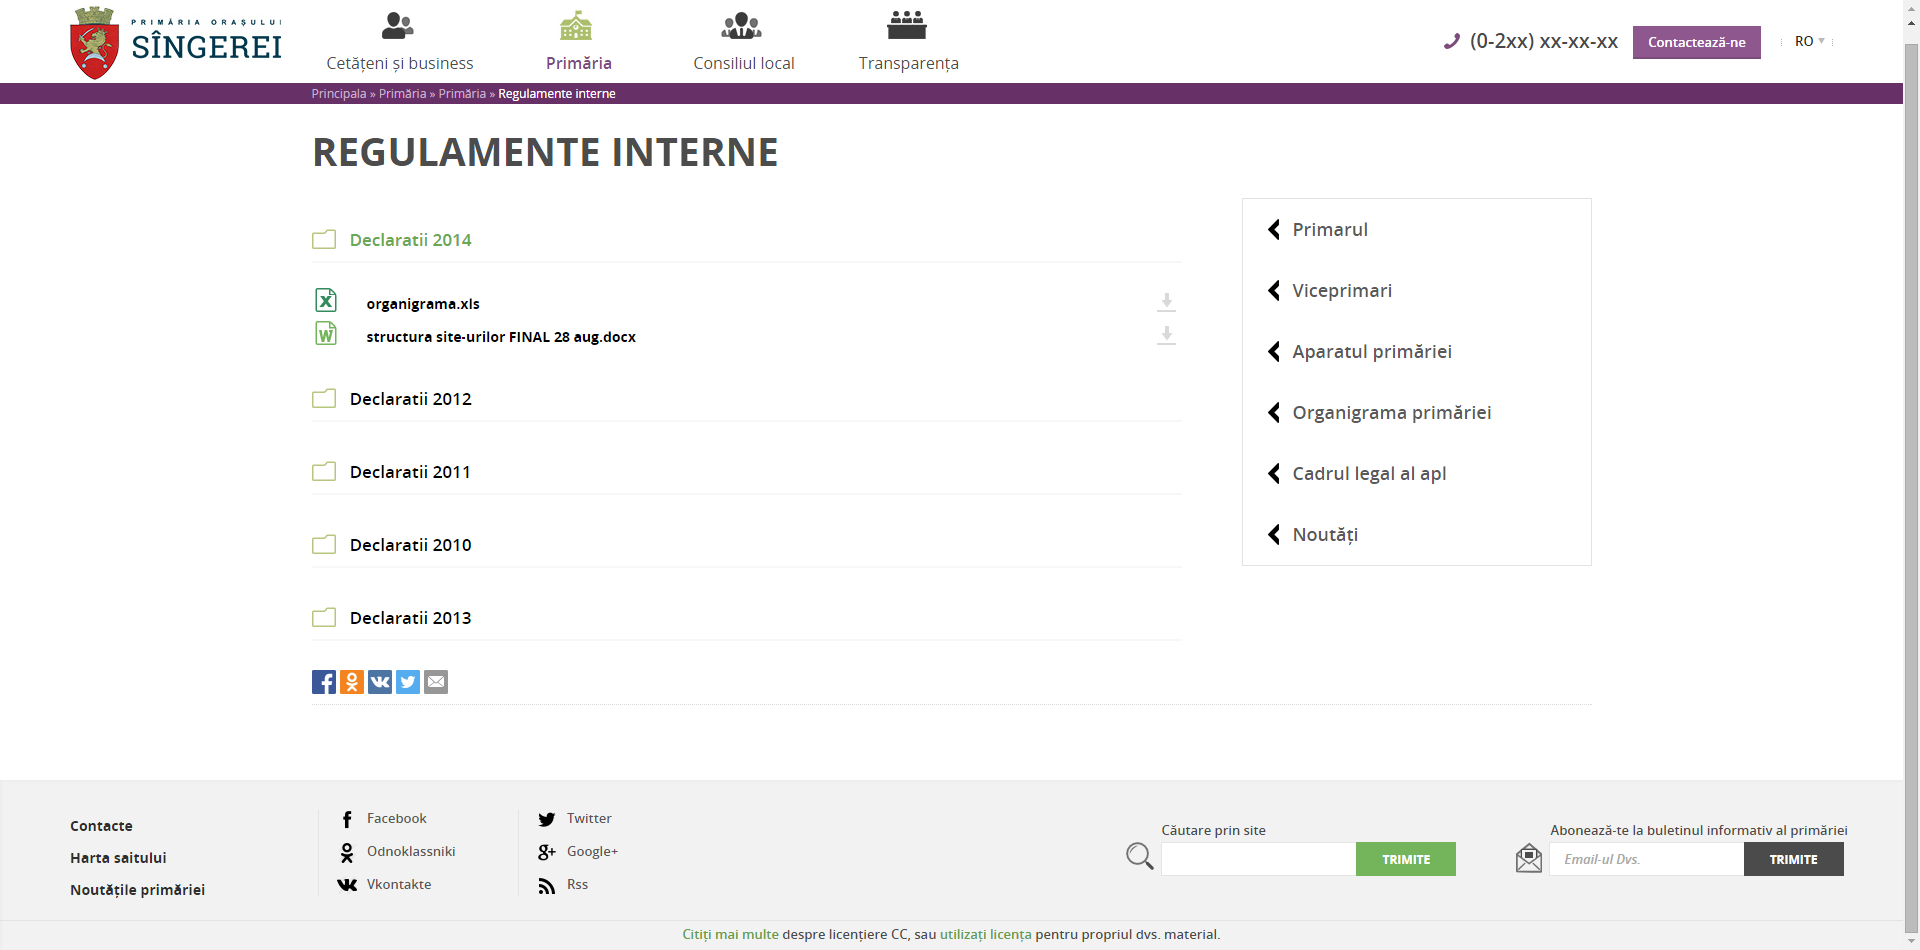 PRIMĂRIA ORAȘULUI
SÎNGEREI
Cetățeni și business
Primăria
Consiliul local
Transparența
(0-2xx) xx-xx-xx
Contactează-ne
RO
Principala » Primăria » Primăria » Regulamente interne
REGULAMENTE INTERNE
Declaratii 2014
organigrama.xls
structura site-urilor FINAL 28 aug.docx
Declaratii 2012
Declaratii 2011
Declaratii 2010
Declaratii 2013
Primarul
Viceprimari
Aparatul primăriei
Organigrama primăriei
Cadrul legal al apl
Noutăți
Contacte
Harta saitului
Noutățile primăriei
Facebook
Odnoklassniki
Vkontakte
Twitter
Google+
Rss
Căutare prin site
TRIMITE
Abonează-te la buletinul informativ al primăriei
Email-ul Dvs.
TRIMITE
Citiți mai multe despre licențiere CC, sau utilizați licența pentru propriul dvs. material.